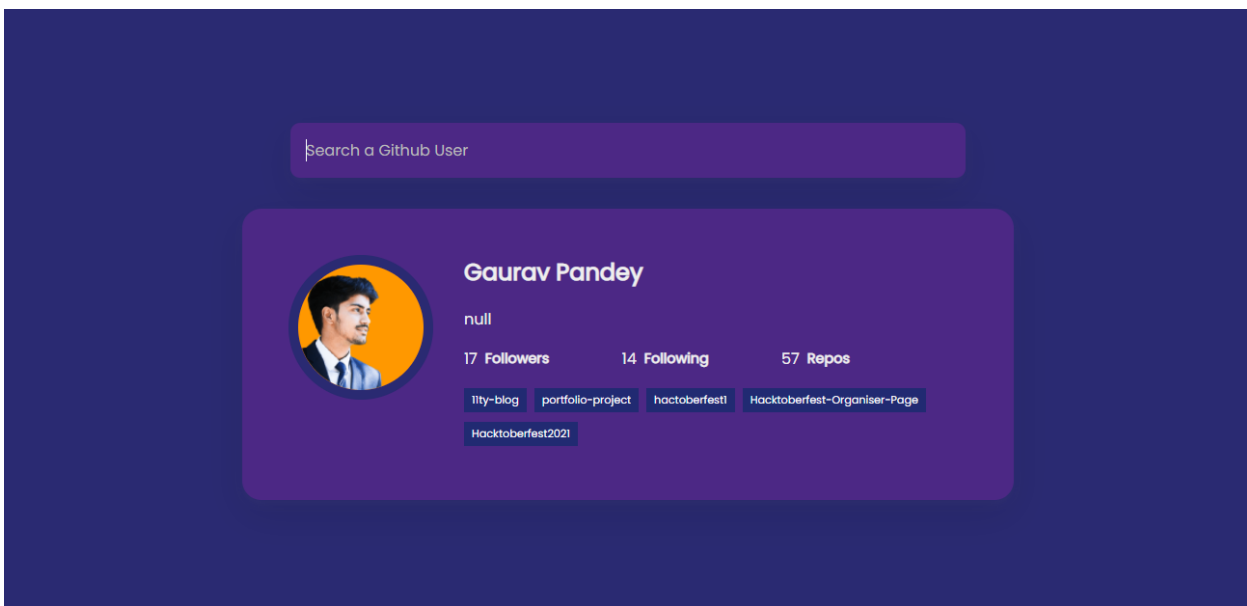 Search a Github User
Gaurav Pandey
null
17 Followers 14 Following 57 Repos
11ty-blog portfolio-project hactoberfest1 Hacktoberfest-Organiser-Page
Hacktoberfest2021